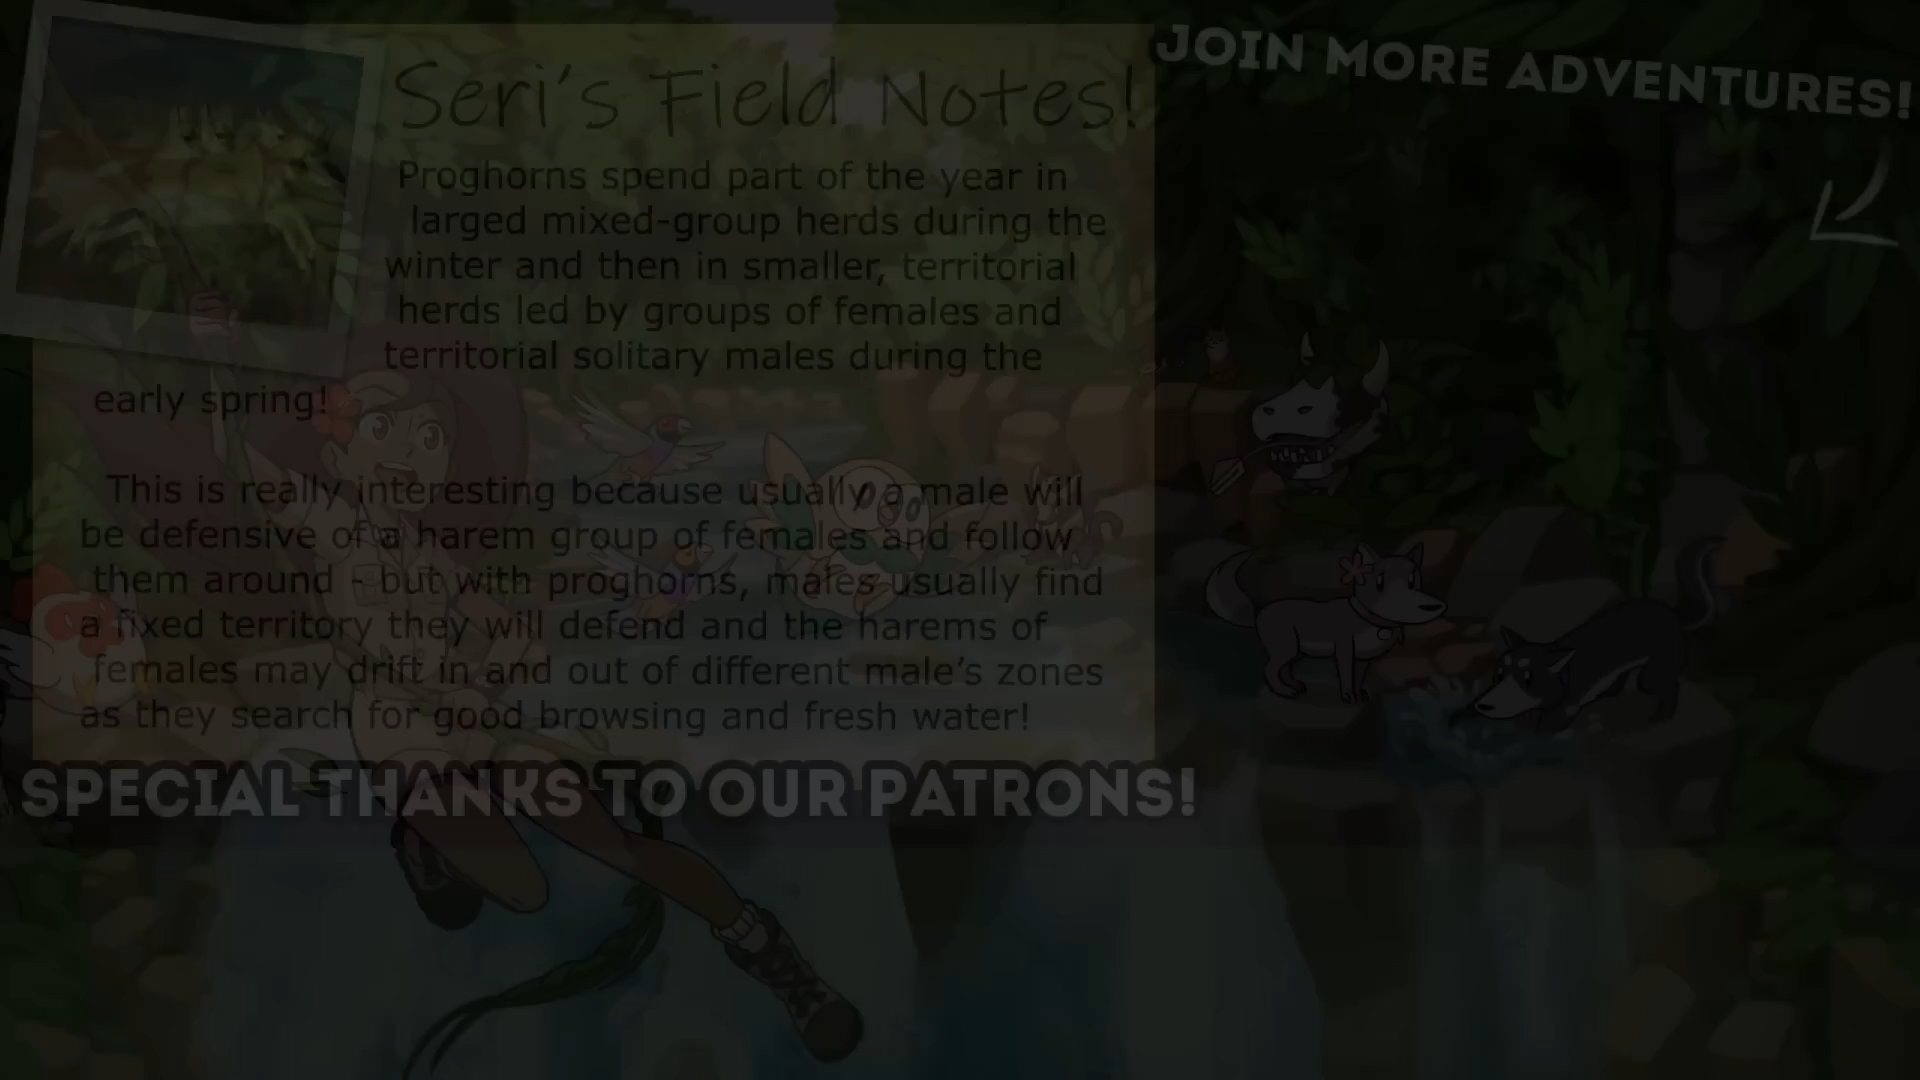 Seri's Field Notes!
JOIN MORE ADVENTURES!
Proghorns spend part of the year in
larged mixed-group herds during the
winter and then in smaller, territorial
herds led by groups of females and
territorial solitary males during the
early spring!
This is really interesting because usually a male will
be defensive of a harem group of females and follow
them around - but with proghorns, males usually find
a fixed territory they will defend and the harems of
females may drift in and out of different male's zones
as they search for good browsing and fresh water!
SPECIAL THANKS TO OUR PATRONS!